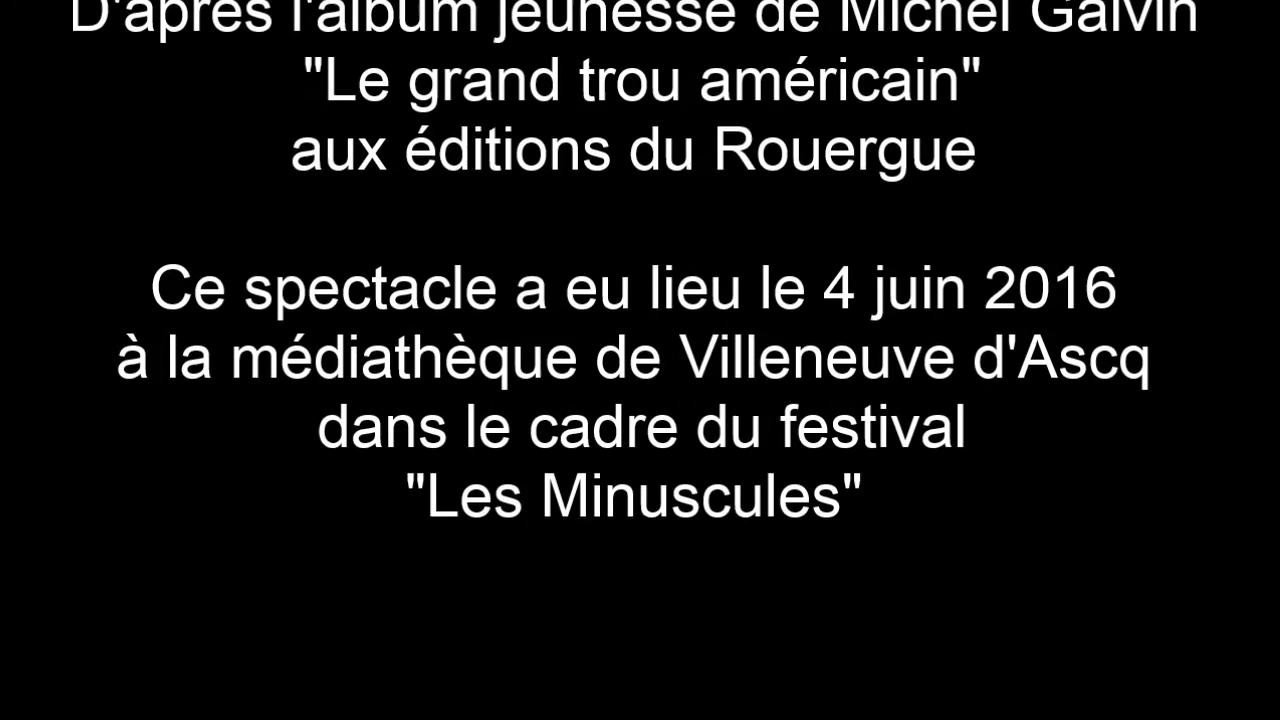 D'après l'album jeunesse de Michel Galvin
"Le grand trou américain"
aux éditions du Rouergue
Ce spectacle a eu lieu le 4 juin 2016
à la médiathèque de Villeneuve d'Ascq
dans le cadre du festival
"Les Minuscules"